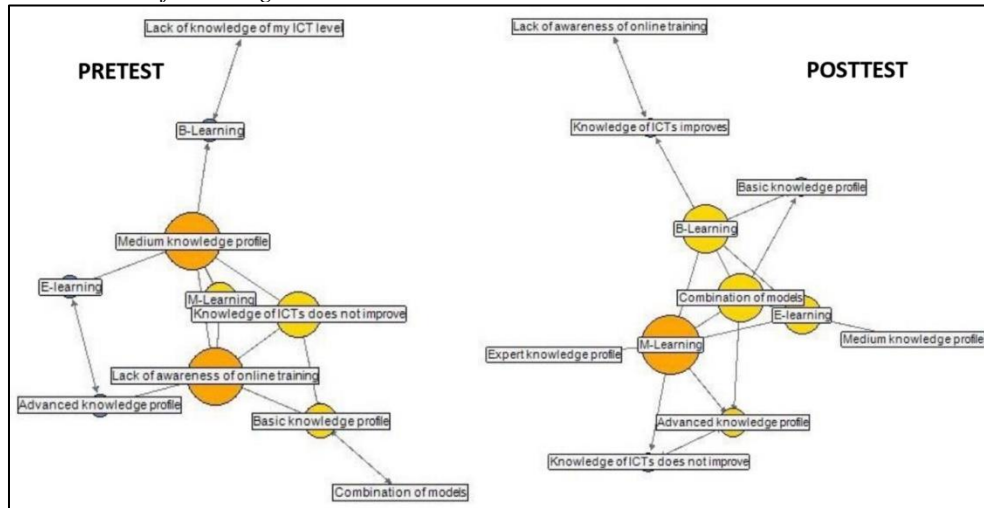 Lack of knowledge of my ICT level
PRETEST
B-Learning
Medium knowledge profile
E-learning
M-Learning
Knowledge of ICTs does not improve
Lack of awareness of online training
Advanced knowledge profile
Basic knowledge profile
Combination of models
Lack of awareness of online training
POSTTEST
Knowledge of ICTs improves
Basic knowledge profile
B-Learning
Combination of models
E-learning
Medium knowledge profile
M-Learning
Expert knowledge profile
Advanced knowledge profile
Knowledge of ICTs does not improve